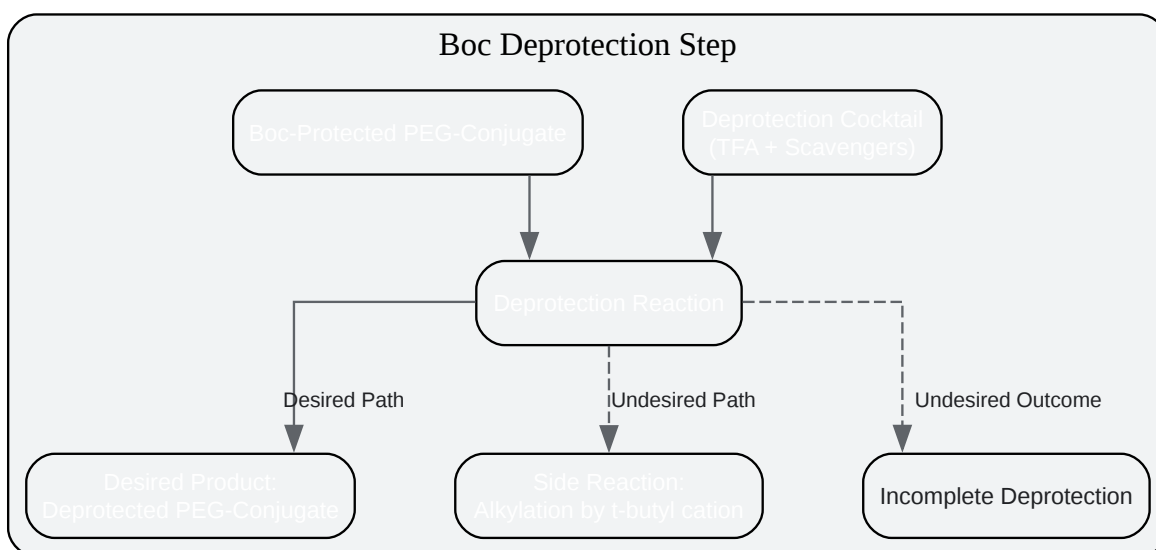 Boc Deprotection Step
Boc-Protected PEG-Conjugate
Deprotection Cocktail
(TFA + Scavengers)
Deprotection Reaction
Desired Path
Undesired Path
Undesired Outcome
Desired Product:
Deprotected PEG-Conjugate
Side Reaction:
Alkylation by t-butyl cation
Incomplete Deprotection